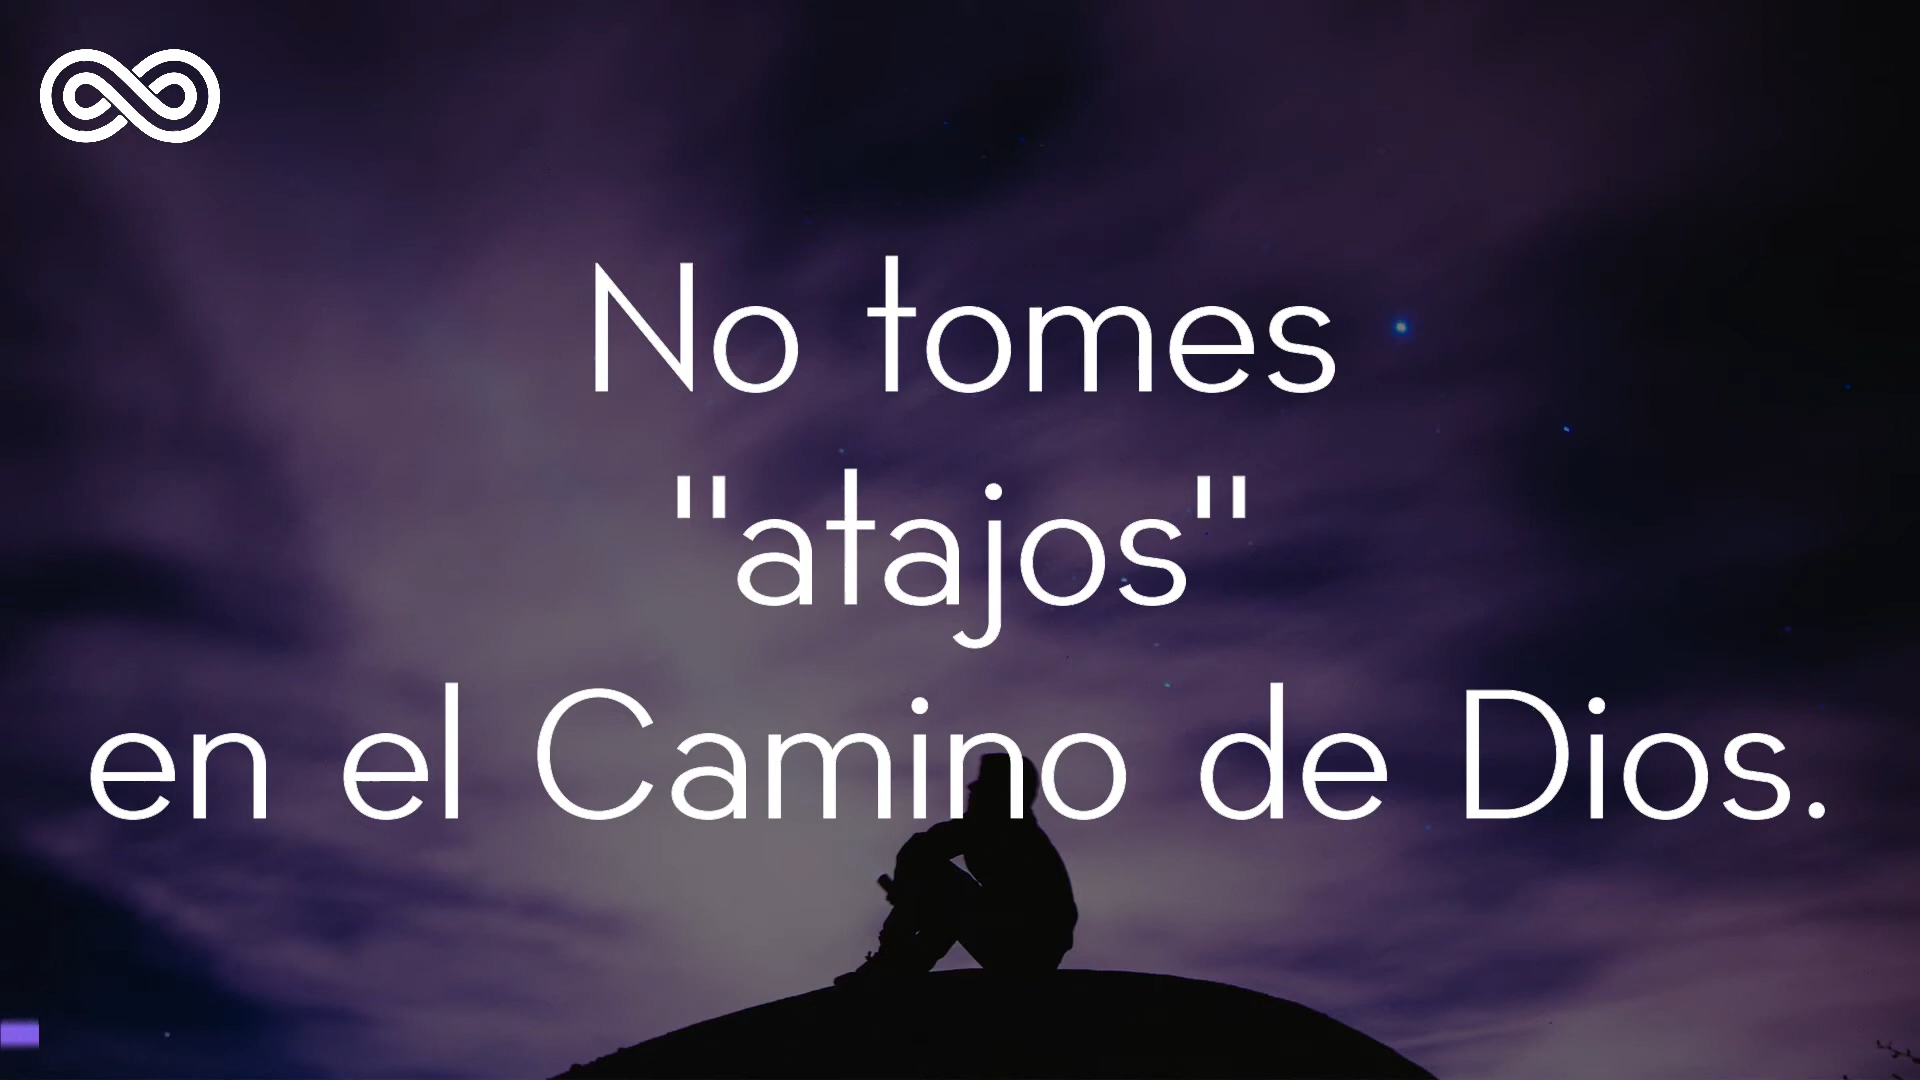 No tomes
"atajos"
en el Camino de Dios.